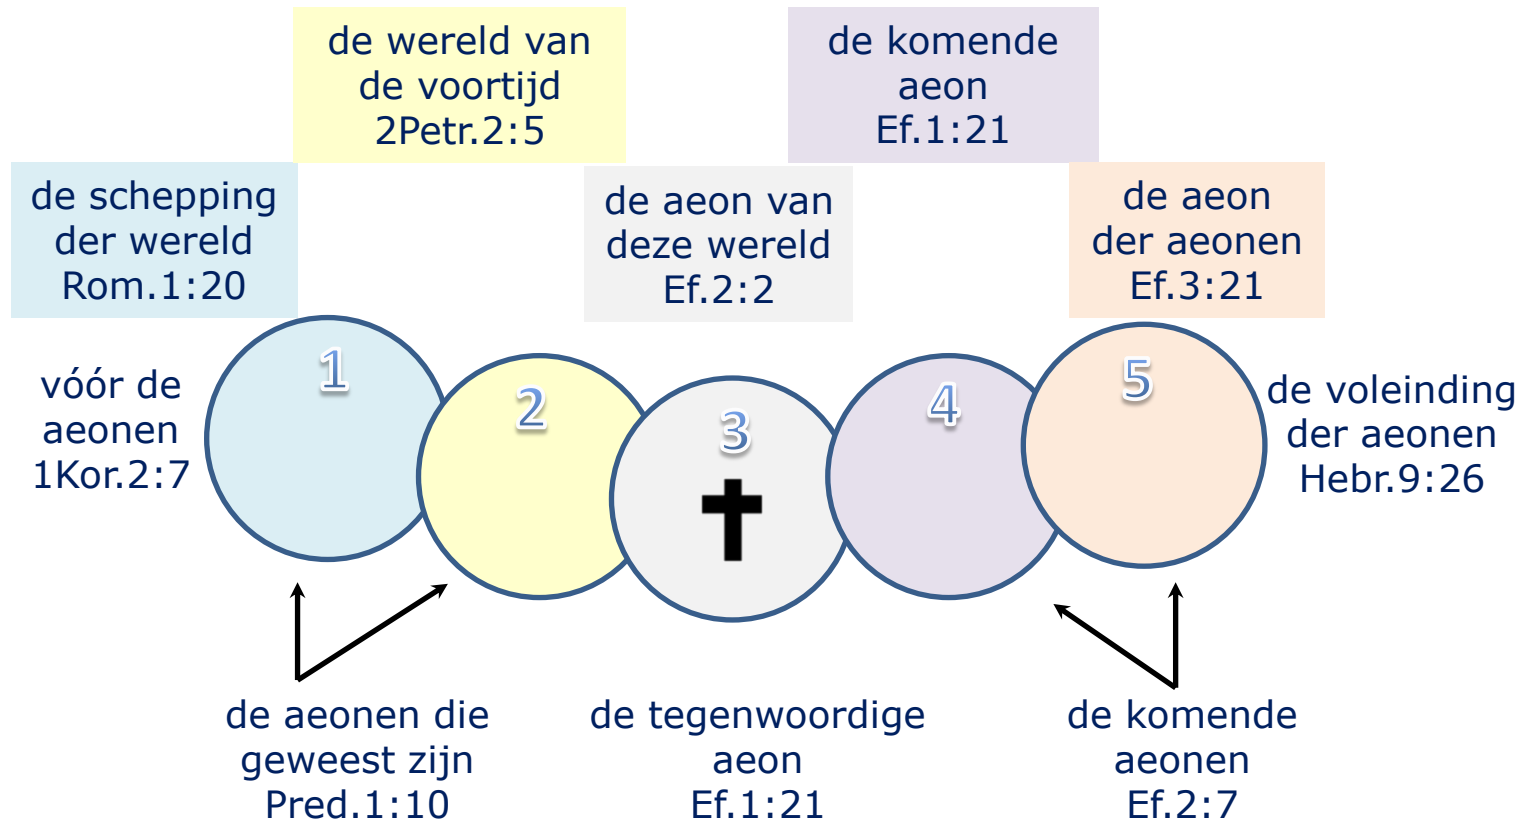 de wereld van
de voortijd
2Petr.2:5
de komende
aeon
Ef.1:21
de schepping
der wereld
Rom.1:20
de aeon van
deze wereld
Ef.2:2
de aeon
der aeonen
Ef.3:21
vóór de
aeonen
1Kor.2:7
1
2
3
4
5
de voleinding
der aeonen
Hebr.9:26
de aeonen die
geweest zijn
Pred.1:10
de tegenwoordige
aeon
Ef.1:21
de komende
aeonen
Ef.2:7